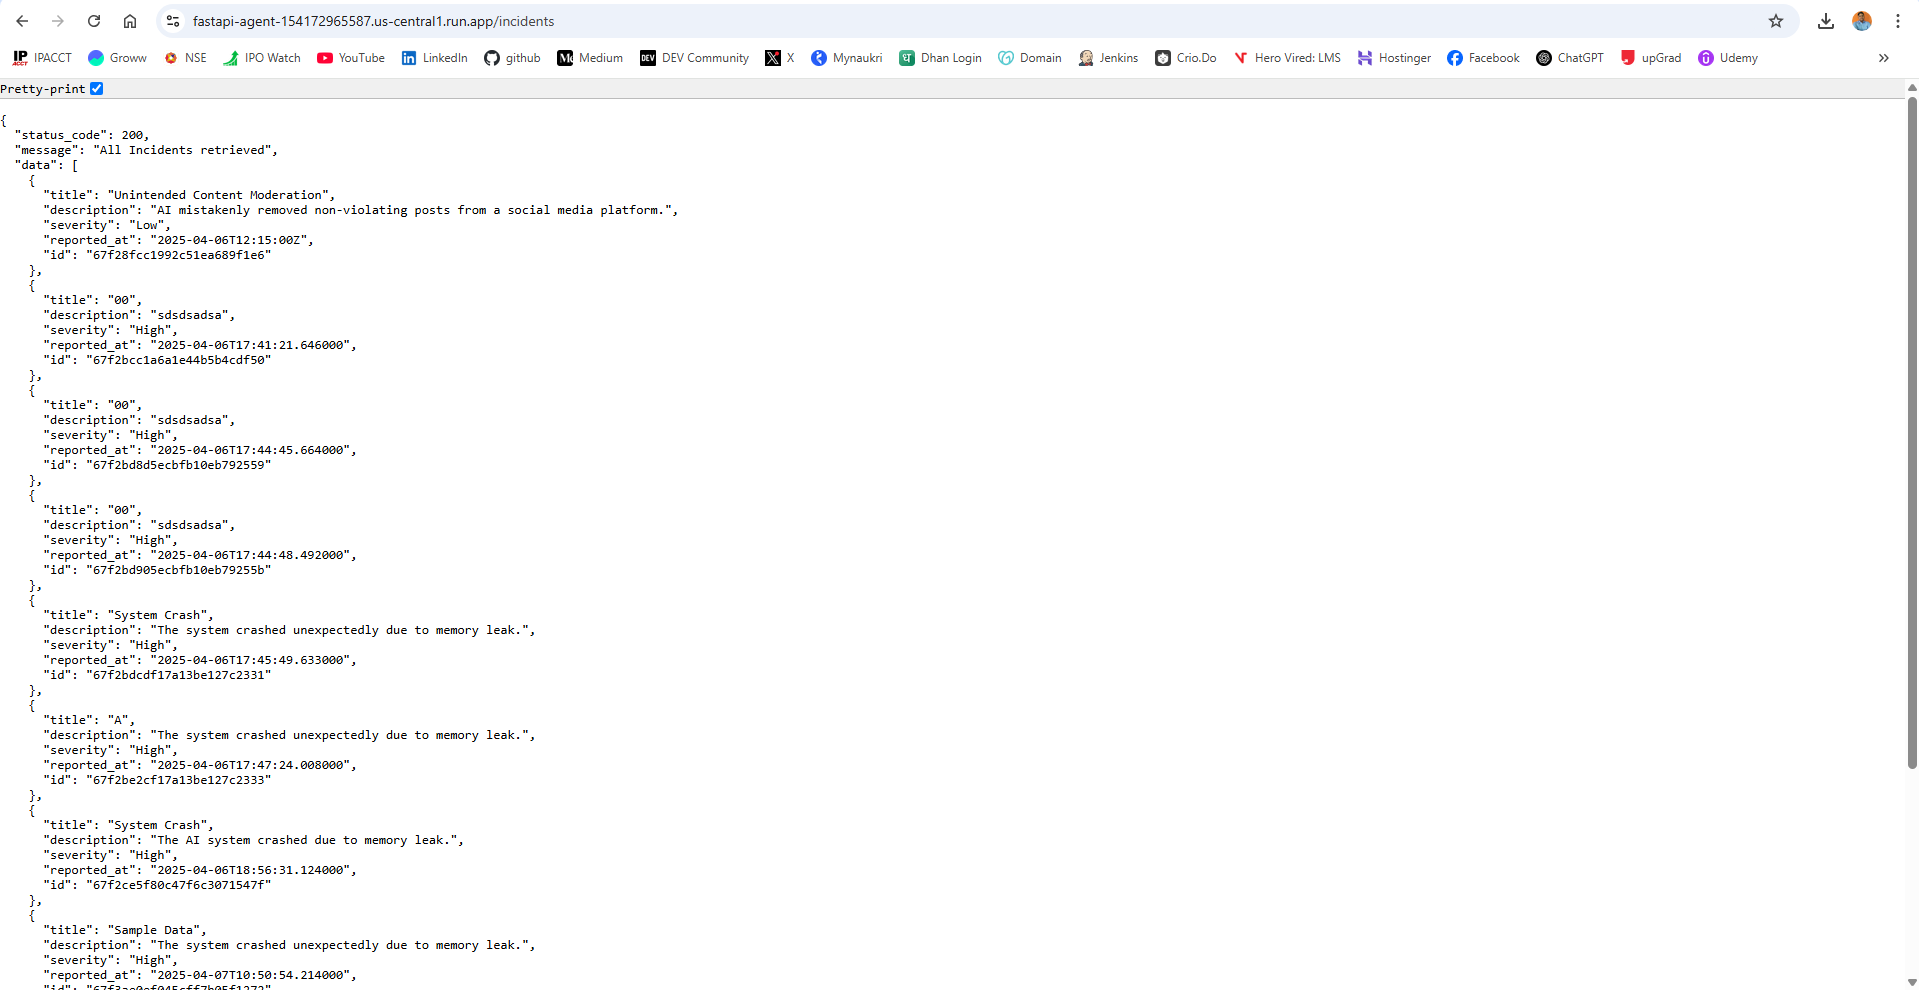 fastapi-agent-154172965587.us-central1.run.app/incidents
IPACCT Groww NSE IPO Watch YouTube LinkedIn github Medium DEV Community X Mynaukri Dhan Login Domain Jenkins Crio.Do Hero Vired: LMS Hostinger Facebook ChatGPT upGrad Udemy »
Pretty-print
{
"status_code": 200,
"message": "All Incidents retrieved",
"data": [
{
"title": "Unintended Content Moderation",
"description": "AI mistakenly removed non-violating posts from a social media platform.",
"severity": "Low",
"reported_at": "2025-04-06T12:15:00Z",
"id": "67f28fcc1992c51ea689f1e6"
},
{
"title": "00",
"description": "sdsdsadsa",
"severity": "High",
"reported_at": "2025-04-06T17:41:21.646000",
"id": "67f2bcc1a6a1e44b5b4cdf50"
},
{
"title": "00",
"description": "sdsdsadsa",
"severity": "High",
"reported_at": "2025-04-06T17:44:45.664000",
"id": "67f2bd8d5ecbfb10eb792559"
},
{
"title": "00",
"description": "sdsdsadsa",
"severity": "High",
"reported_at": "2025-04-06T17:44:48.492000",
"id": "67f2bd905ecbfb10eb79255b"
},
{
"title": "System Crash",
"description": "The system crashed unexpectedly due to memory leak.",
"severity": "High",
"reported_at": "2025-04-06T17:45:49.633000",
"id": "67f2bdcdf17a13be127c2331"
},
{
"title": "A",
"description": "The system crashed unexpectedly due to memory leak.",
"severity": "High",
"reported_at": "2025-04-06T17:47:24.008000",
"id": "67f2be2cf17a13be127c2333"
},
{
"title": "System Crash",
"description": "The AI system crashed due to memory leak.",
"severity": "High",
"reported_at": "2025-04-06T18:56:31.124000",
"id": "67f2ce5f80c47f6c3071547f"
},
{
"title": "Sample Data",
"description": "The system crashed unexpectedly due to memory leak.",
"severity": "High",
"reported_at": "2025-04-07T10:50:54.214000",
"id":